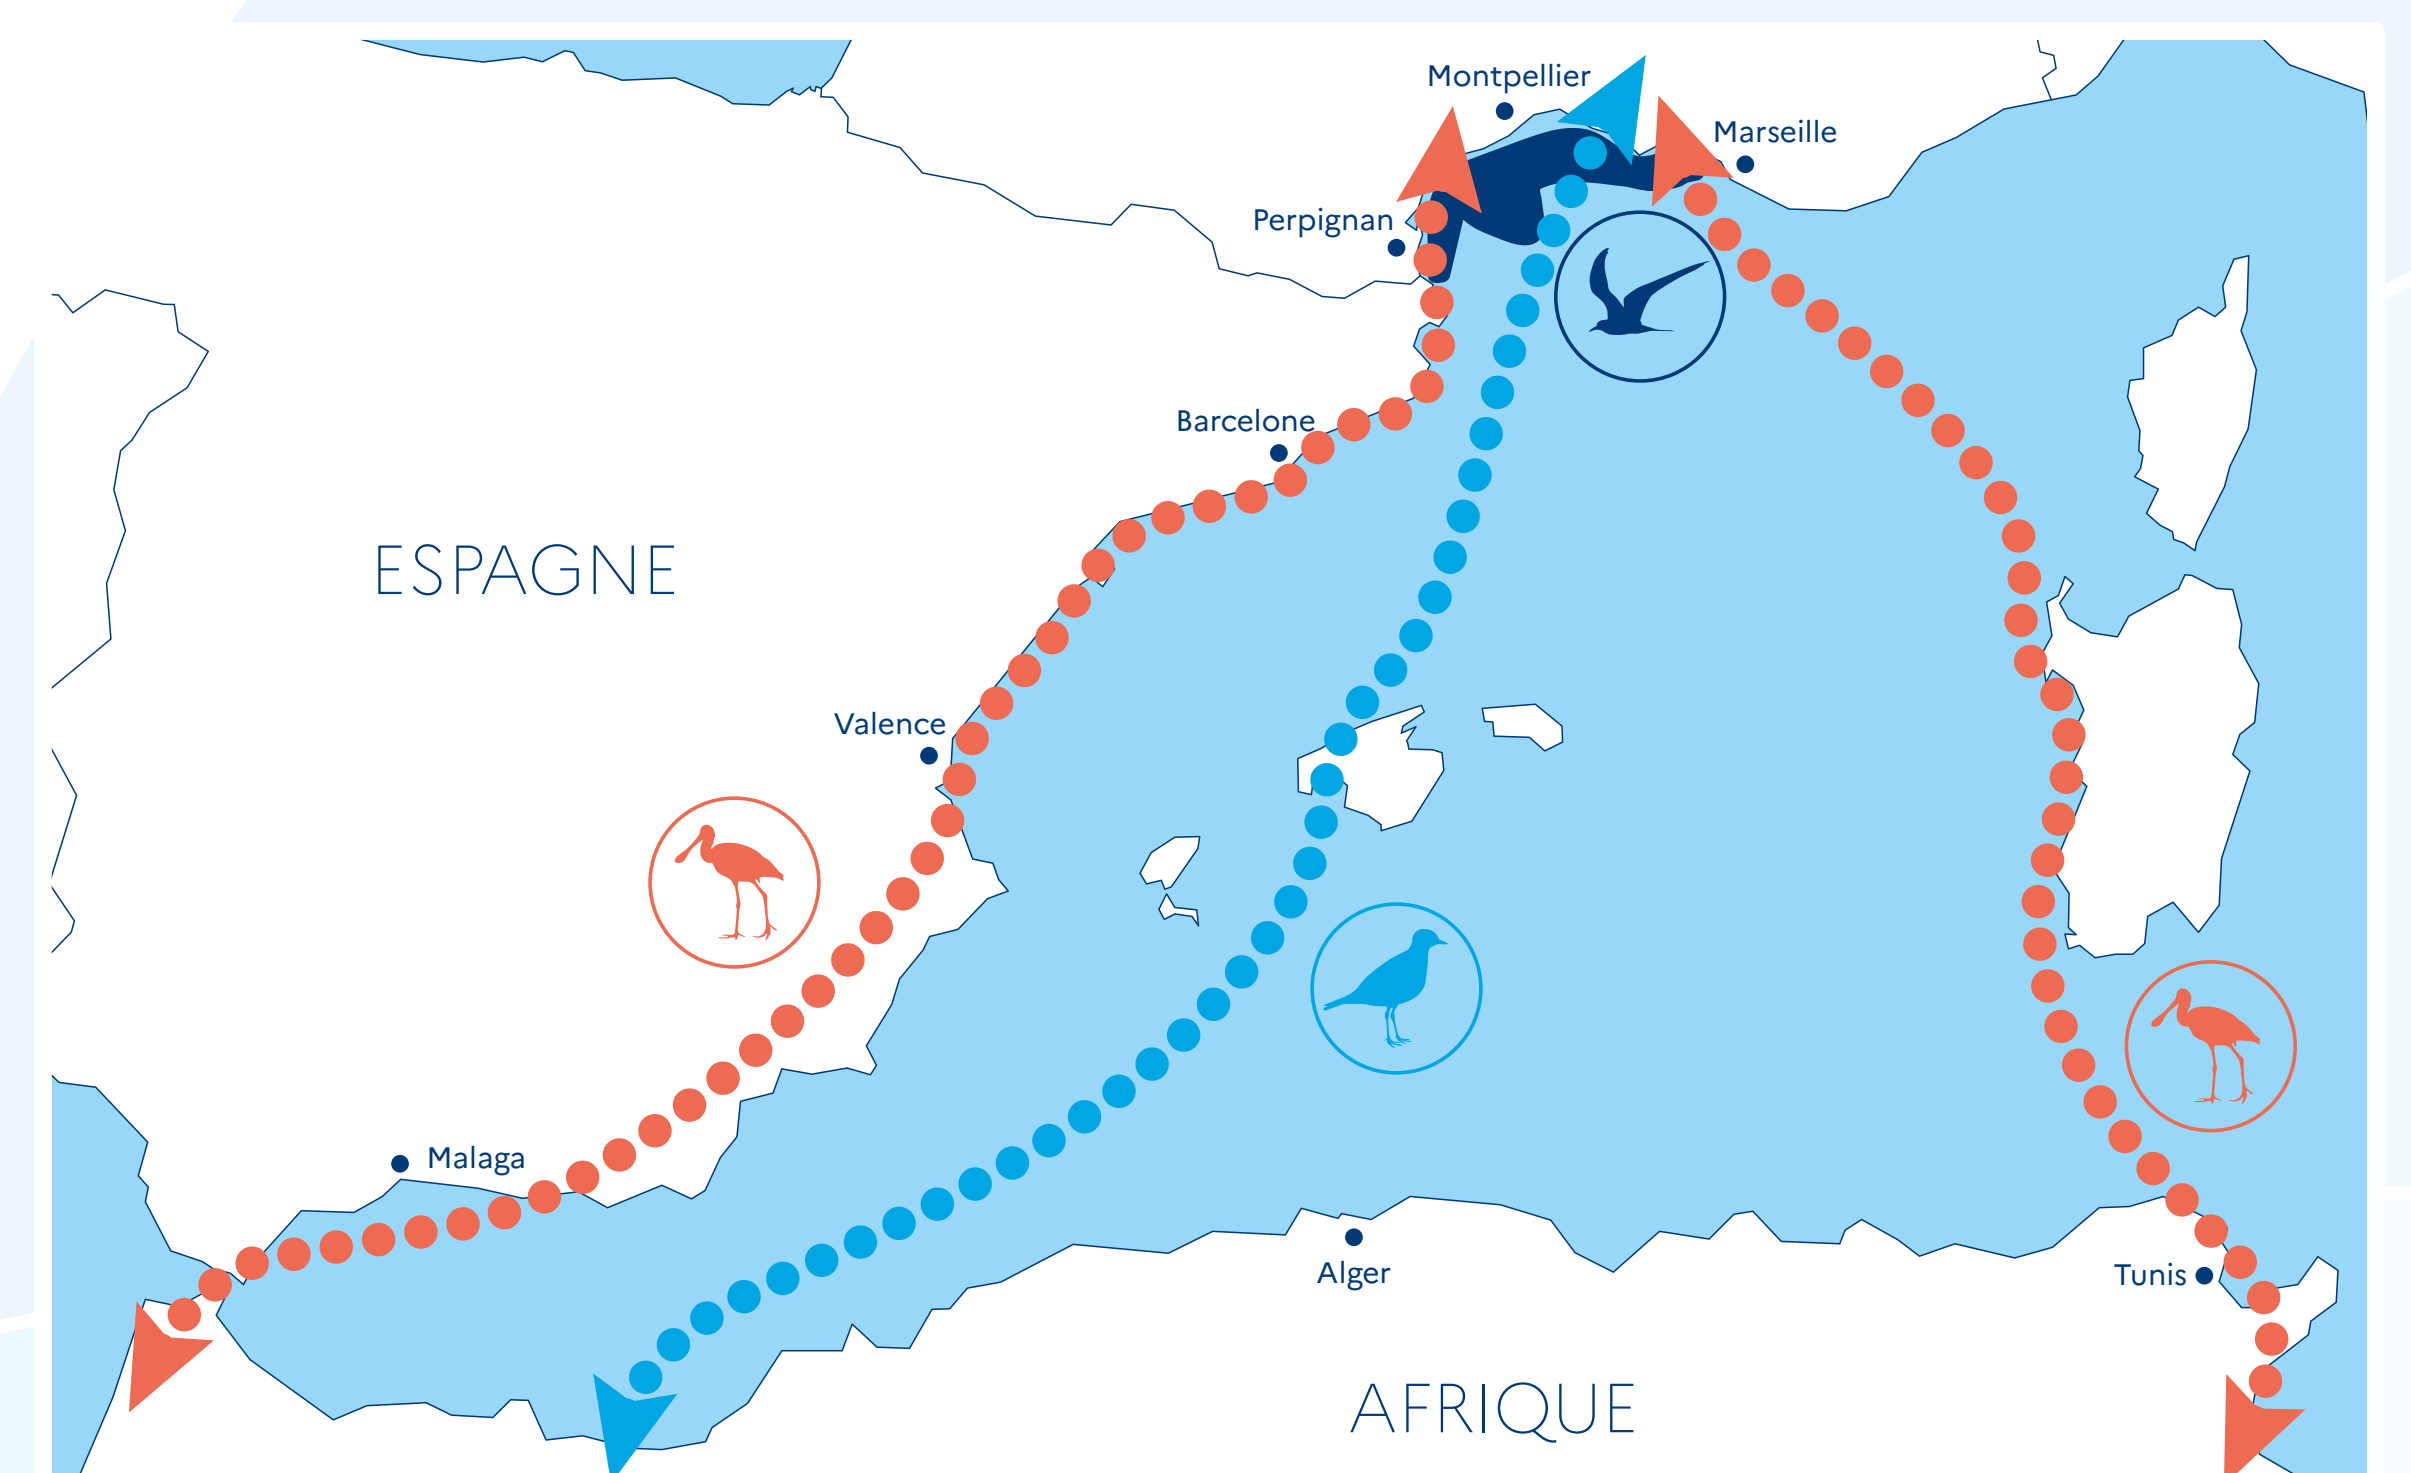 Montpellier
Marseille
Perpignan
Barcelone
ESPAGNE
Valence
Malaga
Alger
Tunis
AFRIQUE